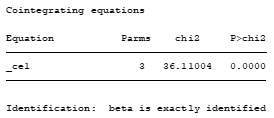 Cointegrating equations
Equation Parms chi2 P>chi2
_ce1 3 36.11004 0.0000
Identification: beta is exactly identified